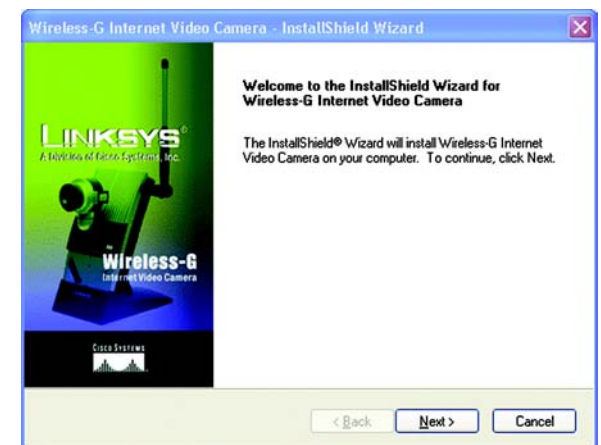 Wireless-G Internet Video Camera - InstallShield Wizard
LINKSYS®
A Division of Cisco Systems, Inc.
Wireless-G
Internet Video Camera
CISCO SYSTEMS
Welcome to the InstallShield Wizard for
Wireless-G Internet Video Camera
The InstallShield® Wizard will install Wireless-G Internet
Video Camera on your computer. To continue, click Next.
< Back
Next >
Cancel